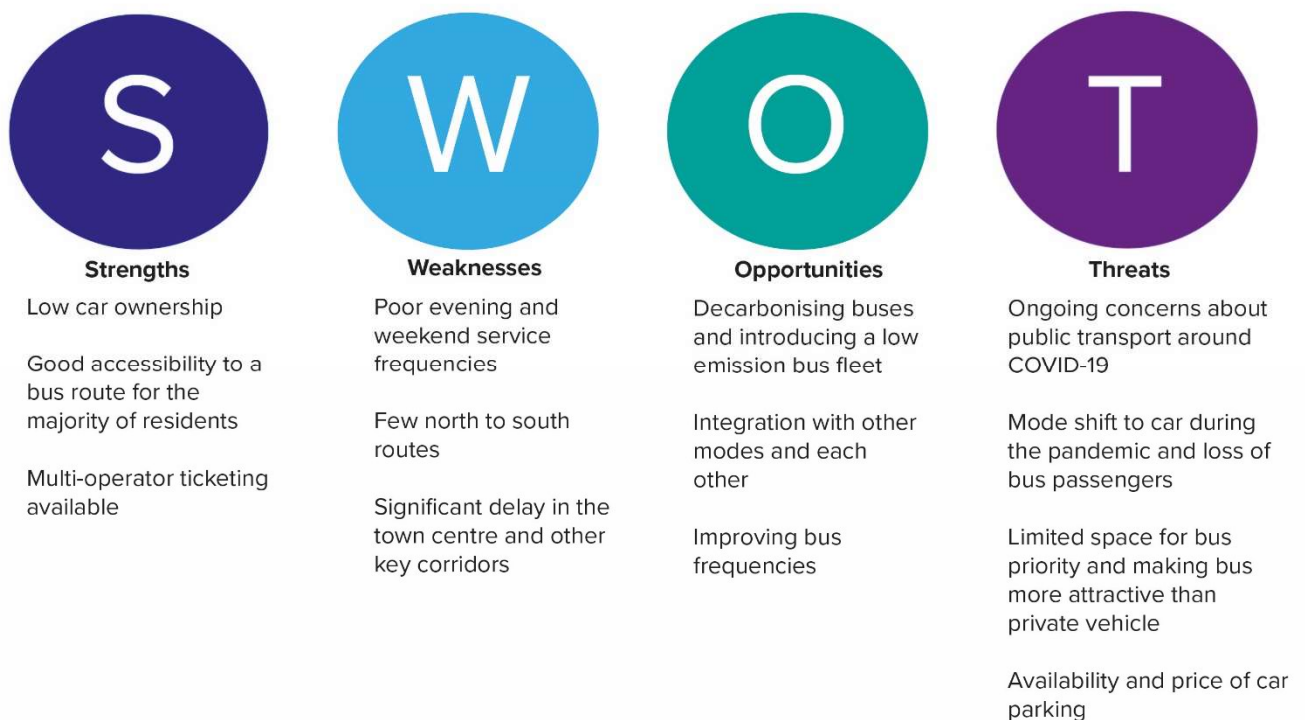 S
W
O
T
Strengths
Low car ownership
Good accessibility to a
bus route for the
majority of residents
Multi-operator ticketing
available
Weaknesses
Poor evening and
weekend service
frequencies
Few north to south
routes
Significant delay in the
town centre and other
key corridors
Opportunities
Decarbonising buses
and introducing a low
emission bus fleet
Integration with other
modes and each
other
Improving bus
frequencies
Threats
Ongoing concerns about
public transport around
COVID-19
Mode shift to car during
the pandemic and loss of
bus passengers
Limited space for bus
priority and making bus
more attractive than
private vehicle
Availability and price of car
parking